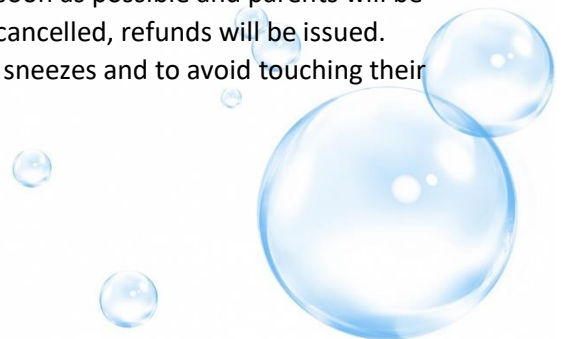 soon as possible and parents will be
cancelled, refunds will be issued.
sneezes and to avoid touching their